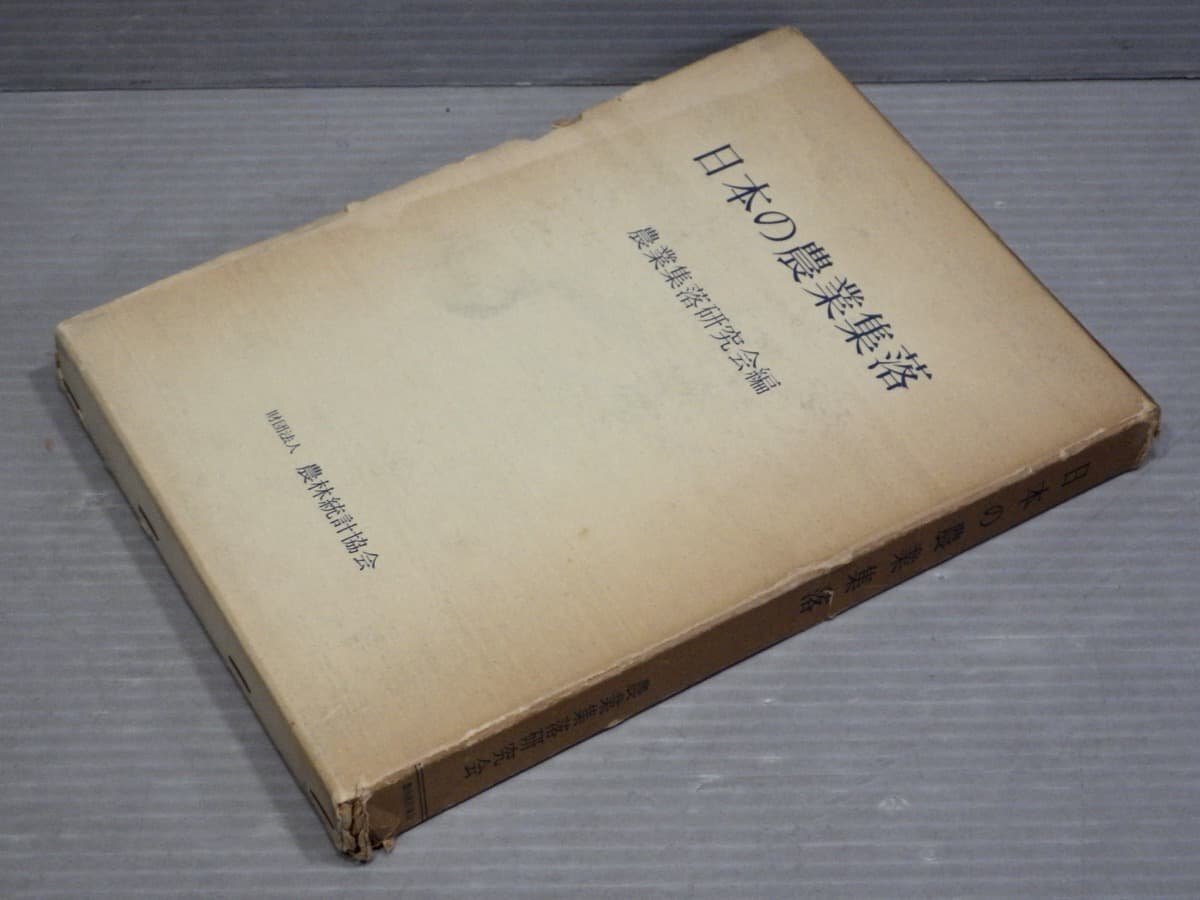 日本の農業集落
農業集落研究会編
財団法人 農林統計協会
日本の農業集落
農業集落研究会